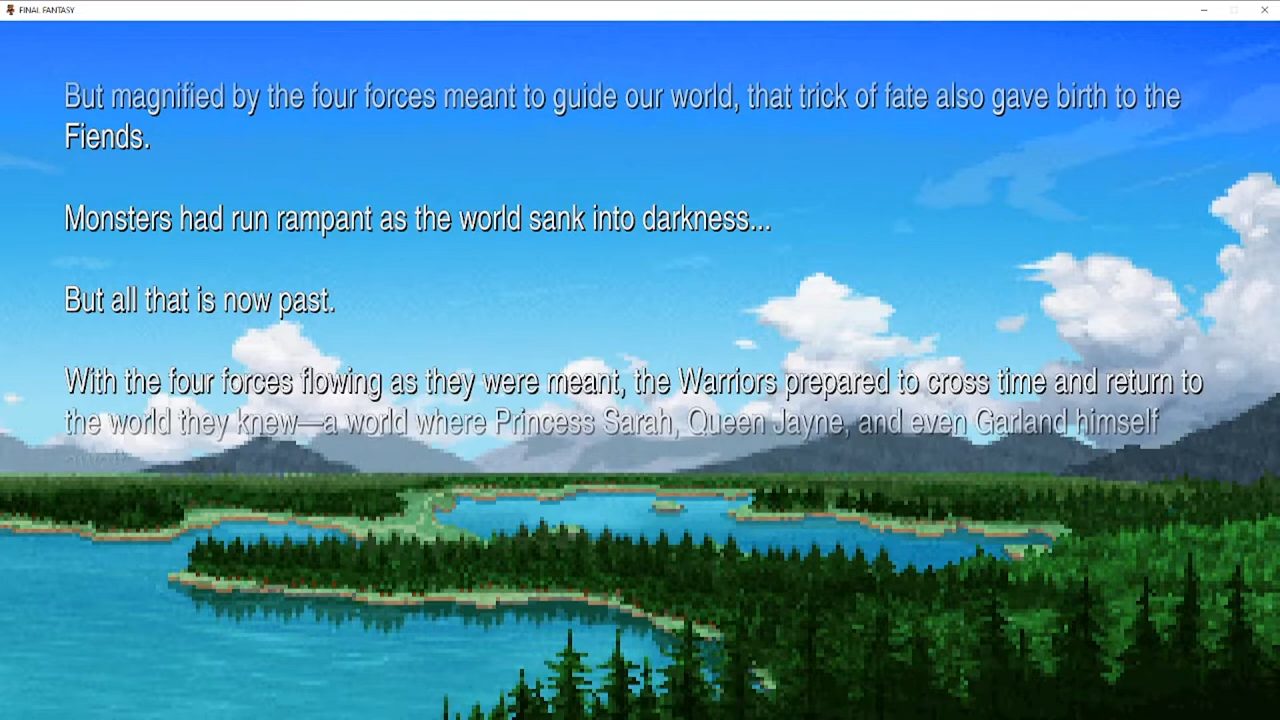 FINAL FANTASY
But magnified by the four forces meant to guide our world, that trick of fate also gave birth to the
Fiends.
Monsters had run rampant as the world sank into darkness...
But all that is now past.
With the four forces flowing as they were meant, the Warriors prepared to cross time and return to
the world they knew—a world where Princess Sarah, Queen Jayne, and even Garland himself